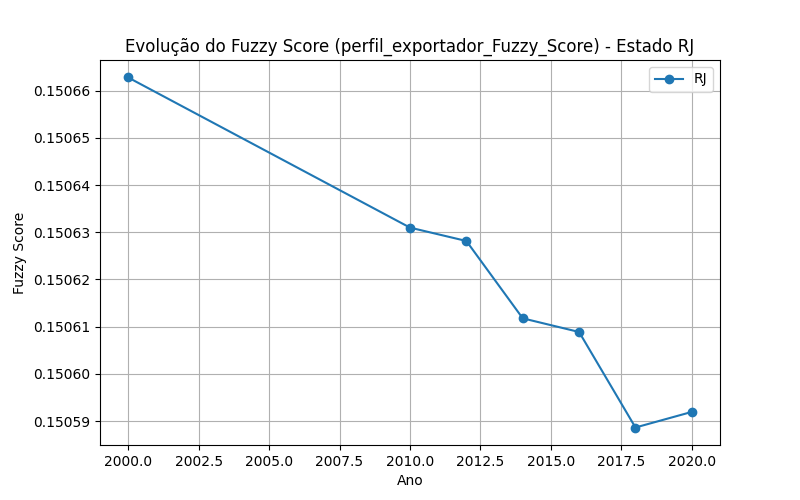 Evolução do Fuzzy Score (perfil_exportador_Fuzzy_Score) - Estado RJ
RJ
Fuzzy Score
0.15066
0.15065
0.15064
0.15063
0.15062
0.15061
0.15060
0.15059
2000.0 2002.5 2005.0 2007.5 2010.0 2012.5 2015.0 2017.5 2020.0
Ano